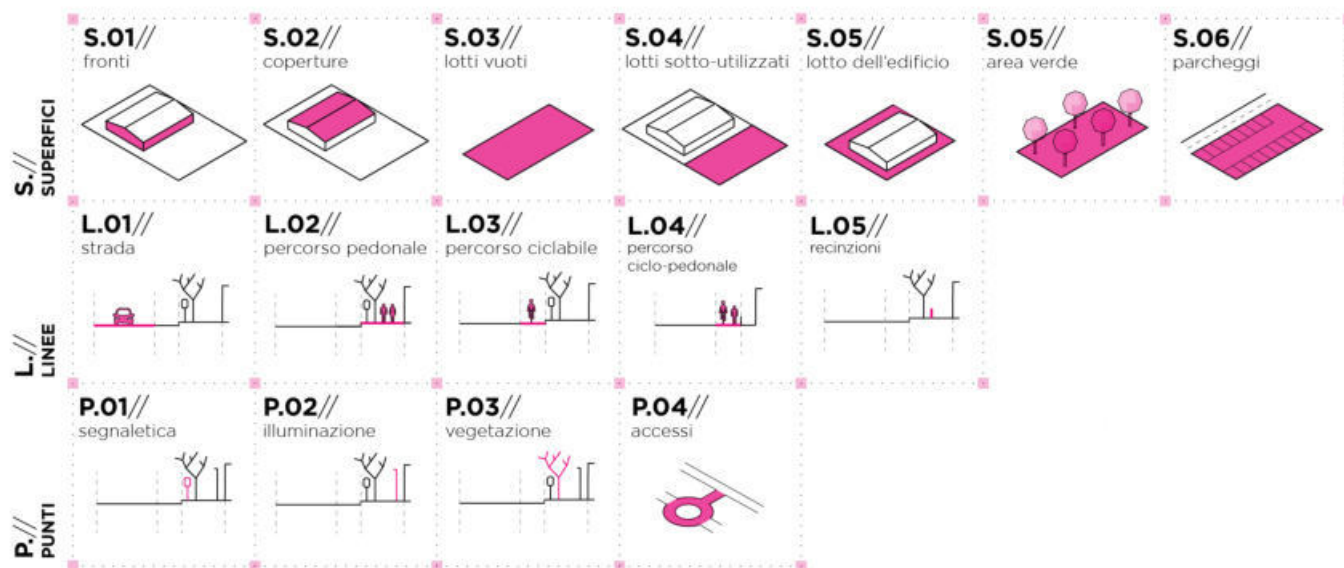 S.// SUPERFICI
S.01//
fronti
S.02//
coperture
S.03//
lotti vuoti
S.04//
lotti sotto-utilizzati
S.05//
lotto dell'edificio
S.05//
area verde
S.06//
parcheggi
L.// LINEE
L.01//
strada
L.02//
percorso pedonale
L.03//
percorso ciclabile
L.04//
percorso
ciclo-pedonale
L.05//
recinzioni
P.// PUNTI
P.01//
segnaletica
P.02//
illuminazione
P.03//
vegetazione
P.04//
accessi